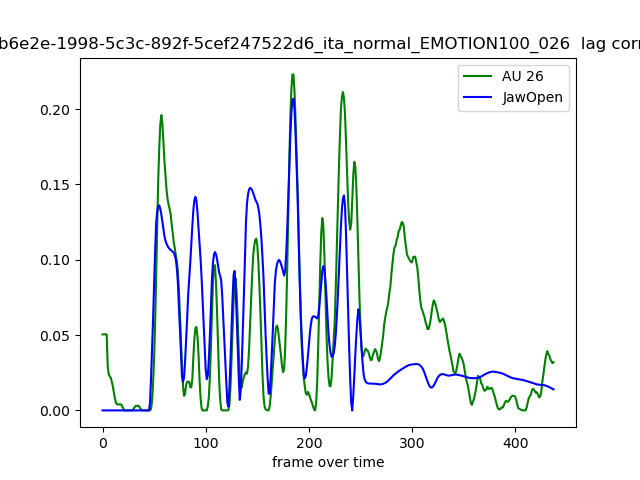 b6e2e-1998-5c3c-892f-5cef247522d6_ita_normal_EMOTION100_026 lag corr
AU 26
JawOpen
0.20
0.15
0.10
0.05
0.00
0 100 200 300 400
frame over time